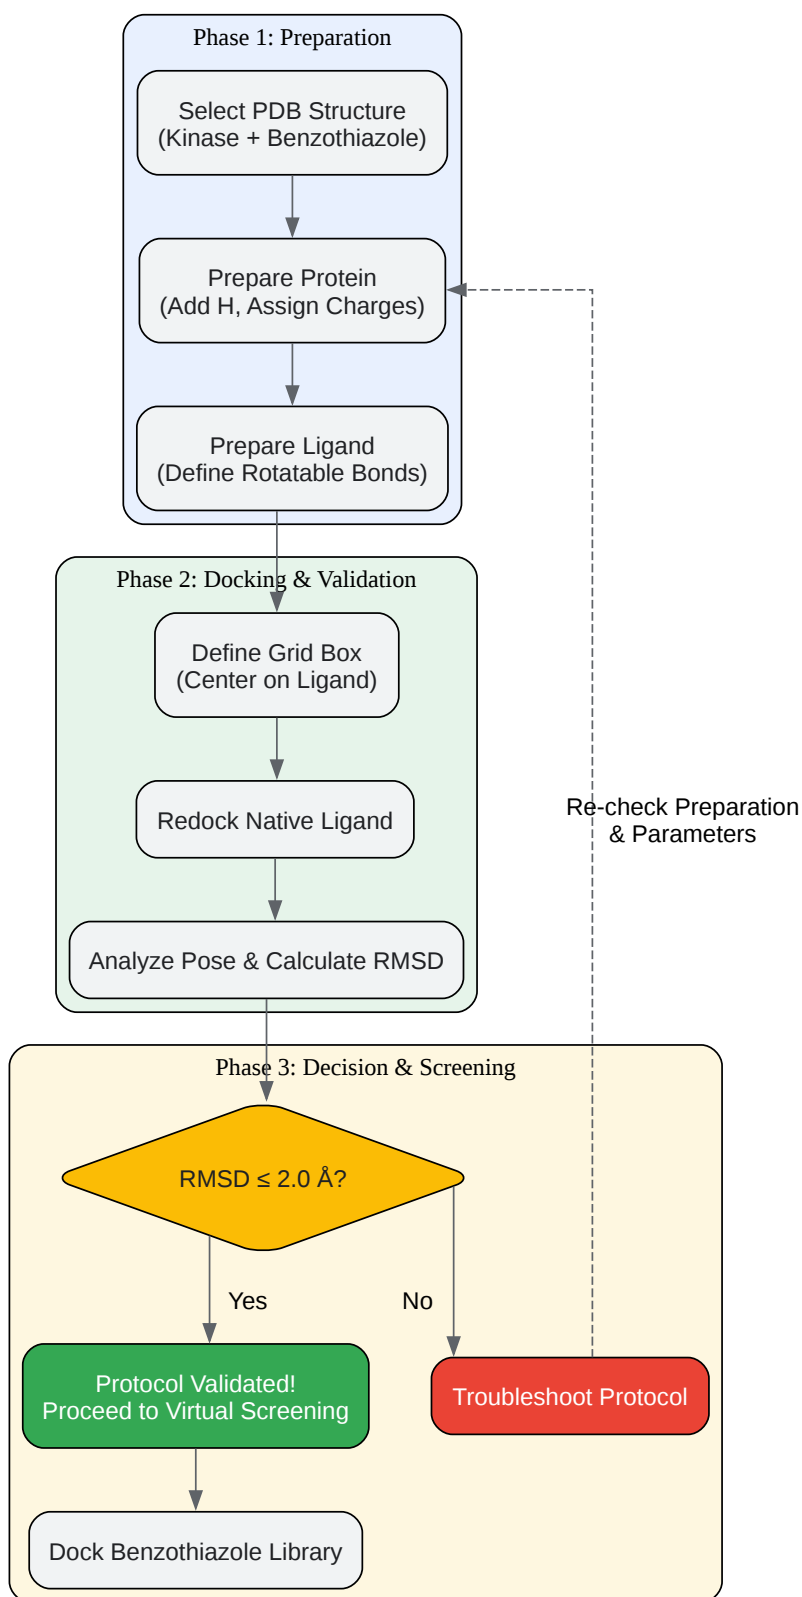 Phase 1: Preparation
Select PDB Structure
(Kinase + Benzothiazole)
Prepare Protein
(Add H, Assign Charges)
Prepare Ligand
(Define Rotatable Bonds)
Phase 2: Docking & Validation
Define Grid Box
(Center on Ligand)
Redock Native Ligand
Re-check Preparation
& Parameters
Analyze Pose & Calculate RMSD
Phase 3: Decision & Screening
RMSD ≤ 2.0 Å?
Yes
No
Protocol Validated!
Proceed to Virtual Screening
Troubleshoot Protocol
Dock Benzothiazole Library